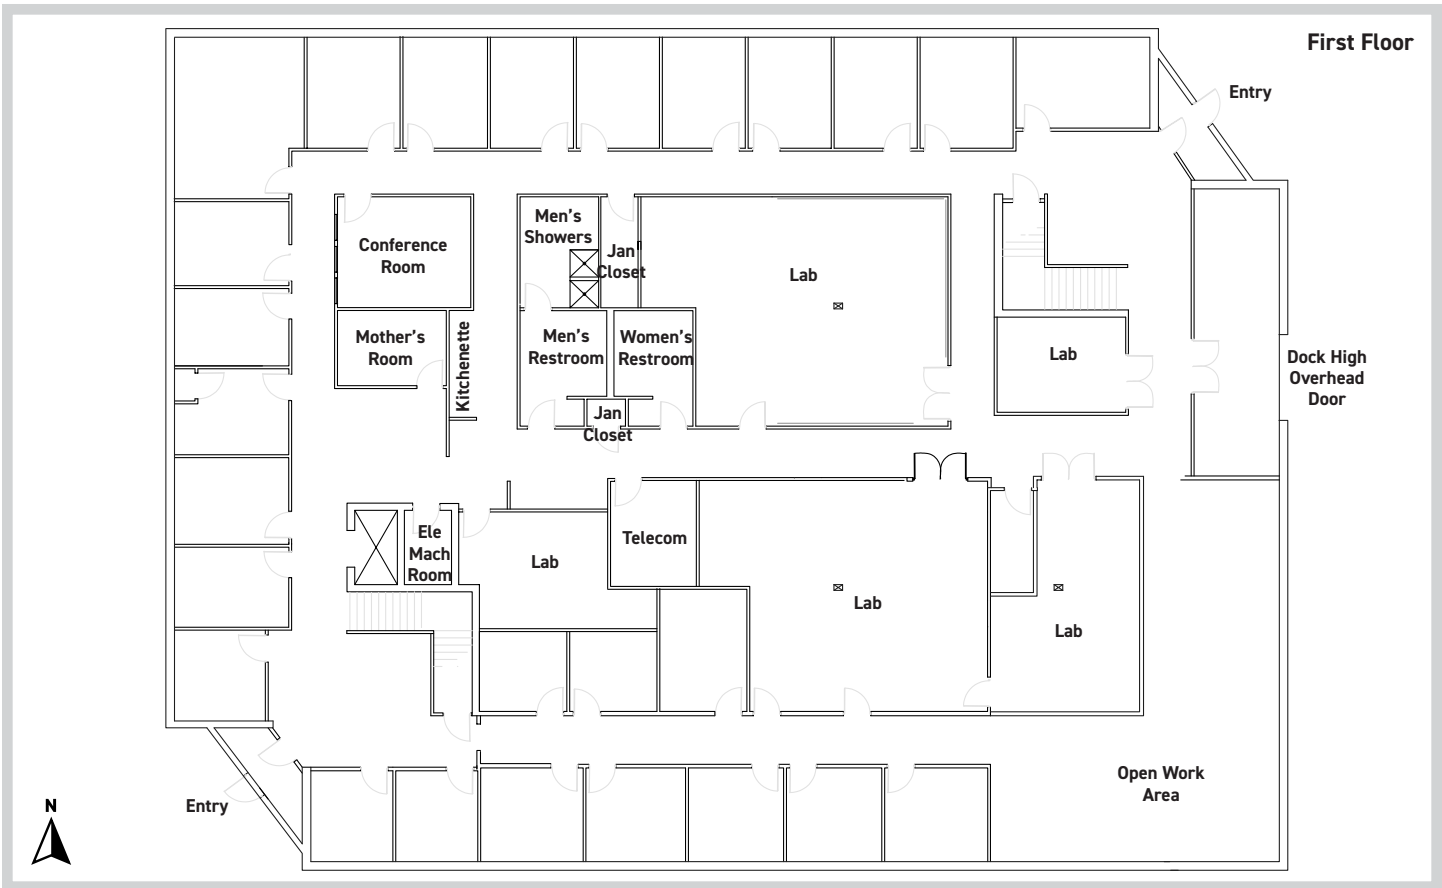 First Floor
Entry
Men's
Showers
Jan
Closet
Conference
Room
Lab
Mother's
Room
Kitchenette
Men's
Restroom
Women's
Restroom
Lab
Dock High
Overhead
Door
Jan
Closet
Ele
Mach
Room
Lab
Telecom
Lab
Lab
Open Work
Area
Entry
N